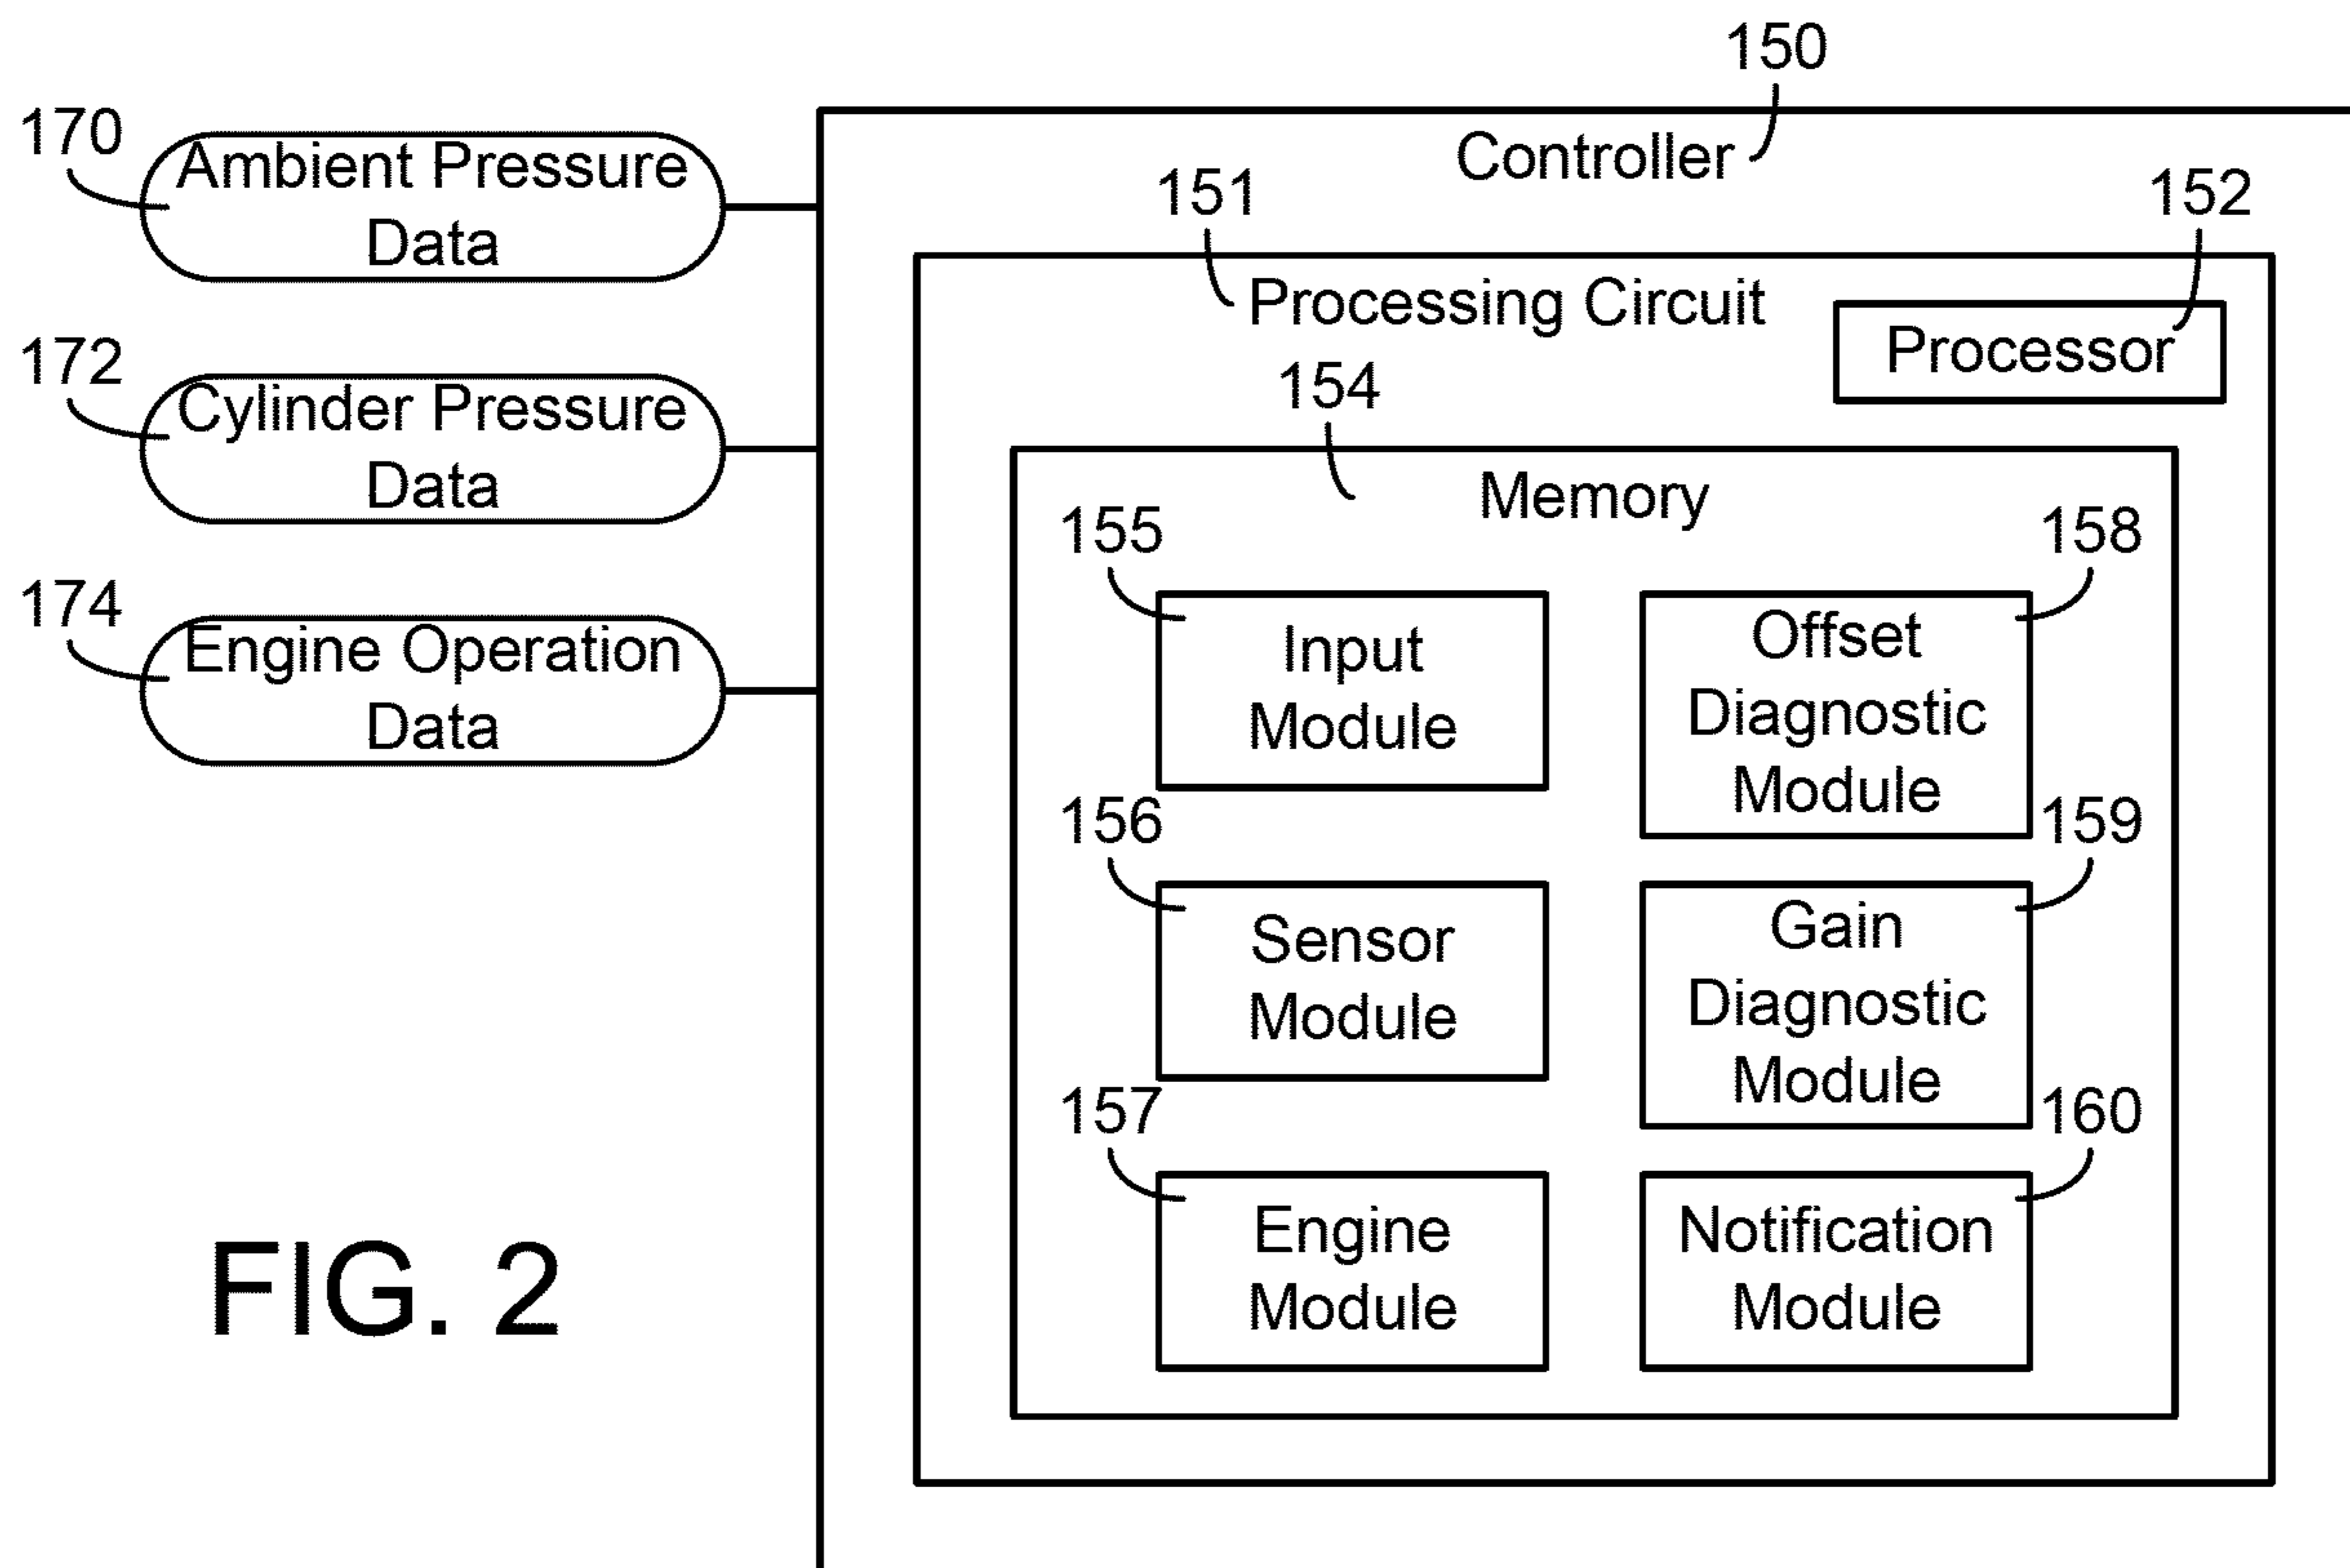 150
170
Ambient Pressure
Data
Controller
151
152
Processing Circuit
Processor
172
Cylinder Pressure
Data
154
Memory
174
Engine Operation
Data
155
Input
Module
158
Offset
Diagnostic
Module
156
Sensor
Module
159
Gain
Diagnostic
Module
157
Engine
Module
160
Notification
Module
FIG. 2